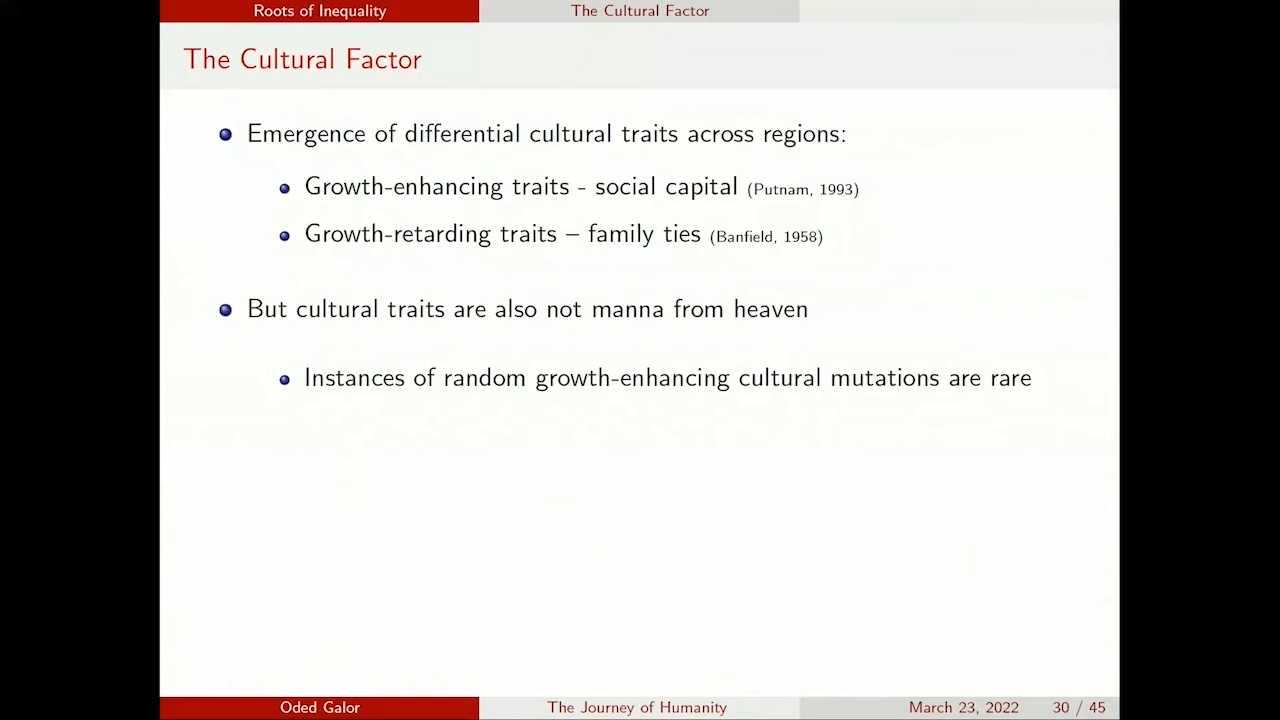 Roots of Inequality
The Cultural Factor
The Cultural Factor
Emergence of differential cultural traits across regions:
Growth-enhancing traits - social capital (Putnam, 1993)
Growth-retarding traits – family ties (Banfield, 1958)
But cultural traits are also not manna from heaven
Instances of random growth-enhancing cultural mutations are rare
Oded Galor
The Journey of Humanity
March 23, 2022
30 / 45